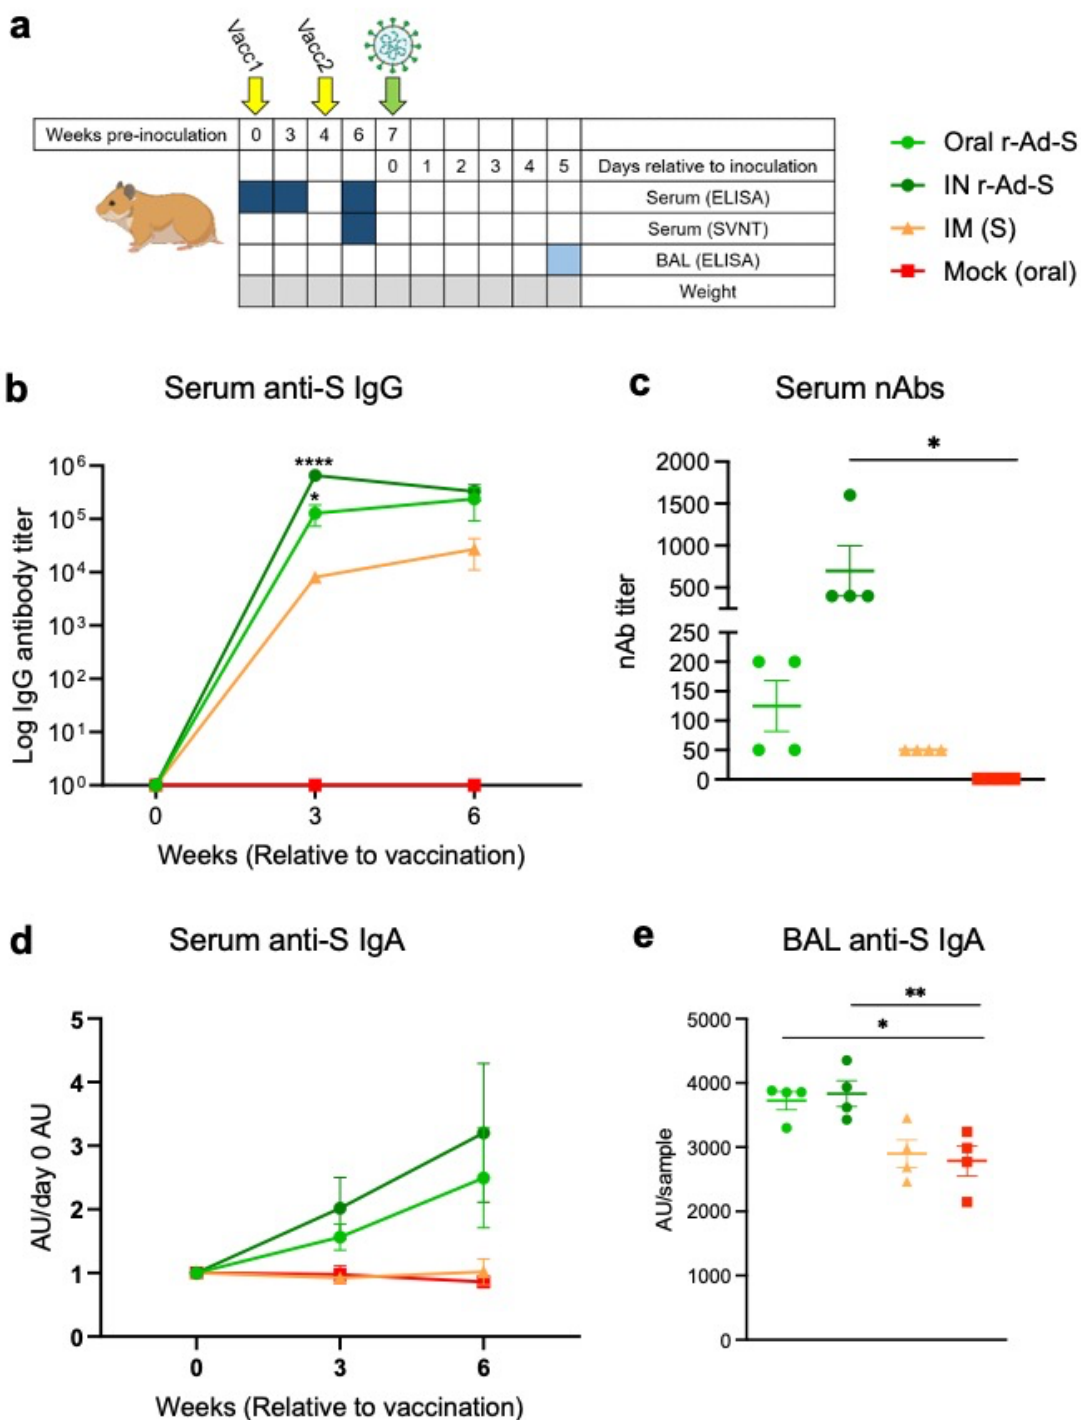 a
Vacc1
Vacc2
Weeks pre-inoculation 0 3 4 6 7
0 1 2 3 4 5 Days relative to inoculation
Serum (ELISA)
Serum (SVNT)
BAL (ELISA)
Weight
Oral r-Ad-S
IN r-Ad-S
IM (S)
Mock (oral)
b
Serum anti-S IgG
Log IgG antibody titer
10⁶
10⁵
10⁴
10³
10²
10¹
10⁰
****
*
0 3 6
Weeks (Relative to vaccination)
c
Serum nAbs
nAb titer
*
2000
1500
1000
500
250
200
150
100
50
0
d
Serum anti-S IgA
AU/day 0 AU
5
4
3
2
1
0
0 3 6
Weeks (Relative to vaccination)
e
BAL anti-S IgA
AU/sample
**
*
5000
4000
3000
2000
1000
0